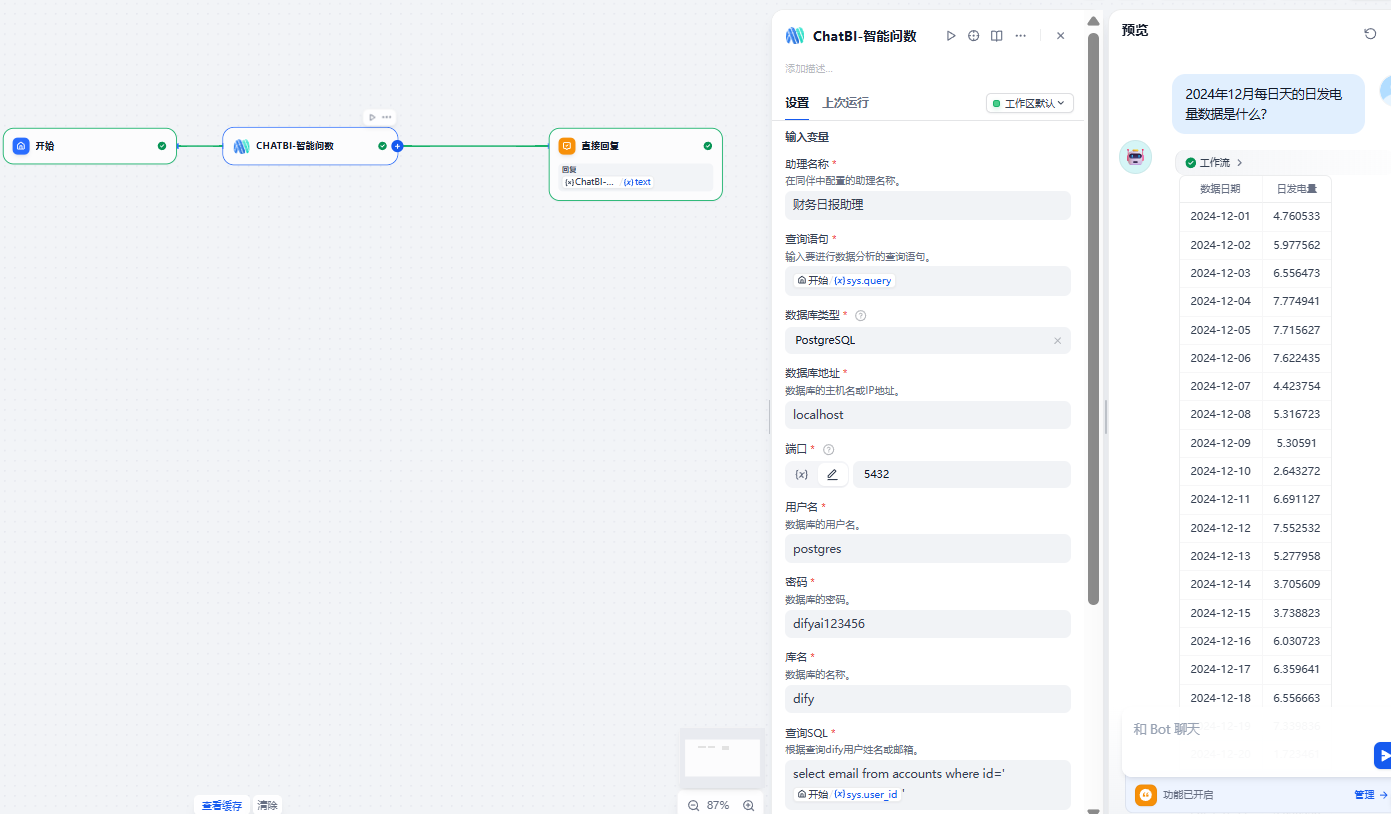 开始
CHATBI-智能问数
直接回复
回复
(x)ChatBI-... / (x)text
查看缓存
清除
87%
ChatBI-智能问数
添加描述...
设置
上次运行
工作区默认
输入变量
助理名称 *
在同伴中配置的助理名称。
财务日报助理
查询语句 *
输入要进行数据分析的查询语句。
开始 / (x)sys.query
数据库类型 *
PostgreSQL
数据库地址 *
数据库的主机名或IP地址。
localhost
端口 *
{x}
5432
用户名 *
数据库的用户名。
postgres
密码 *
数据库的密码。
difyai123456
库名 *
数据库的名称。
dify
查询SQL *
根据查询dify用户姓名或邮箱。
select email from accounts where id='
开始 / (x)sys.user_id '
预览
2024年12月每日天的日发电
量数据是什么?
工作流
数据日期 日发电量
2024-12-01 4.760533
2024-12-02 5.977562
2024-12-03 6.556473
2024-12-04 7.774941
2024-12-05 7.715627
2024-12-06 7.622435
2024-12-07 4.423754
2024-12-08 5.316723
2024-12-09 5.30591
2024-12-10 2.643272
2024-12-11 6.691127
2024-12-12 7.552532
2024-12-13 5.277958
2024-12-14 3.705609
2024-12-15 3.738823
2024-12-16 6.030723
2024-12-17 6.359641
2024-12-18 6.556663
和 Bot 聊天
功能已开启
管理